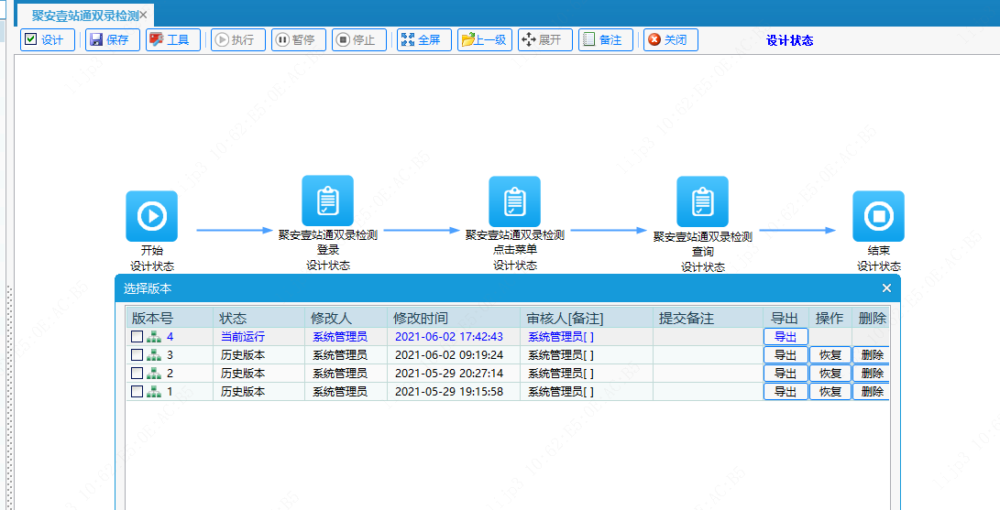 聚安壹站通双录检测
设计 保存 工具 执行 暂停 停止 全屏 上一级 展开 备注 关闭 设计状态
开始
设计状态
聚安壹站通双录检测
登录
设计状态
聚安壹站通双录检测
点击菜单
设计状态
聚安壹站通双录检测
查询
设计状态
结束
设计状态
选择版本
版本号 状态 修改人 修改时间 审核人[备注] 提交备注 导出 操作 删除
4 当前运行 系统管理员 2021-06-02 17:42:43 系统管理员[ ] 导出
3 历史版本 系统管理员 2021-06-02 09:19:24 系统管理员[ ] 导出 恢复 删除
2 历史版本 系统管理员 2021-05-29 20:27:14 系统管理员[ ] 导出 恢复 删除
1 历史版本 系统管理员 2021-05-29 19:15:58 系统管理员[ ] 导出 恢复 删除